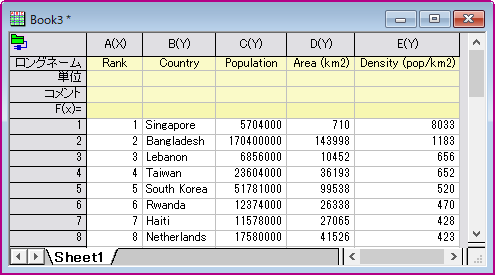 Book3 *
A(X) B(Y) C(Y) D(Y) E(Y)
ロングネーム Rank Country Population Area (km2) Density (pop/km2)
単位
コメント
F(x)=
1 1 Singapore 5704000 710 8033
2 2 Bangladesh 170400000 143998 1183
3 3 Lebanon 6856000 10452 656
4 4 Taiwan 23604000 36193 652
5 5 South Korea 51781000 99538 520
6 6 Rwanda 12374000 26338 470
7 7 Haiti 11578000 27065 428
8 8 Netherlands 17580000 41526 423
Sheet1